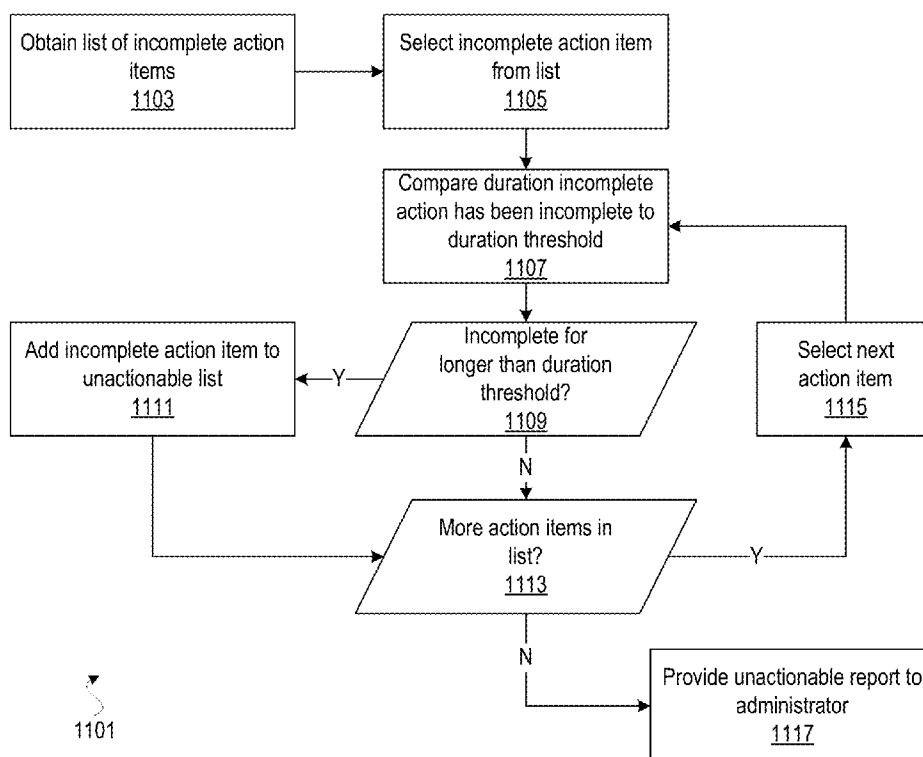 Obtain list of incomplete action
items
1103
Select incomplete action item
from list
1105
Compare duration incomplete
action has been incomplete to
duration threshold
1107
Incomplete for
longer than duration
threshold?
1109
Y
Add incomplete action item to
unactionable list
1111
Select next
action item
1115
N
More action items in
list?
1113
Y
N
Provide unactionable report to
administrator
1117
1101